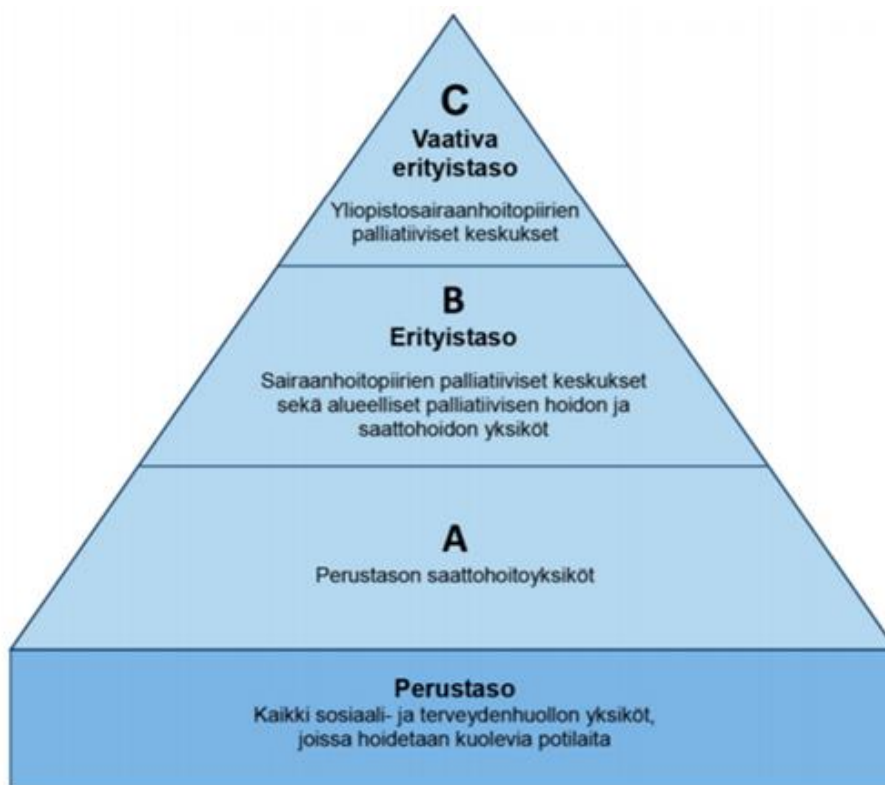 C
Vaativa
erityistaso
Yliopistosairaanhoitopiirien
palliatiiviset keskukset
B
Erityistaso
Sairaanhoitopiirien palliatiiviset keskukset
sekä alueelliset palliatiivisen hoidon ja
saattohoidon yksiköt
A
Perustason saattohoitoyksiköt
Perustaso
Kaikki sosiaali- ja terveydenhuollon yksiköt,
joissa hoidetaan kuolevia potilaita